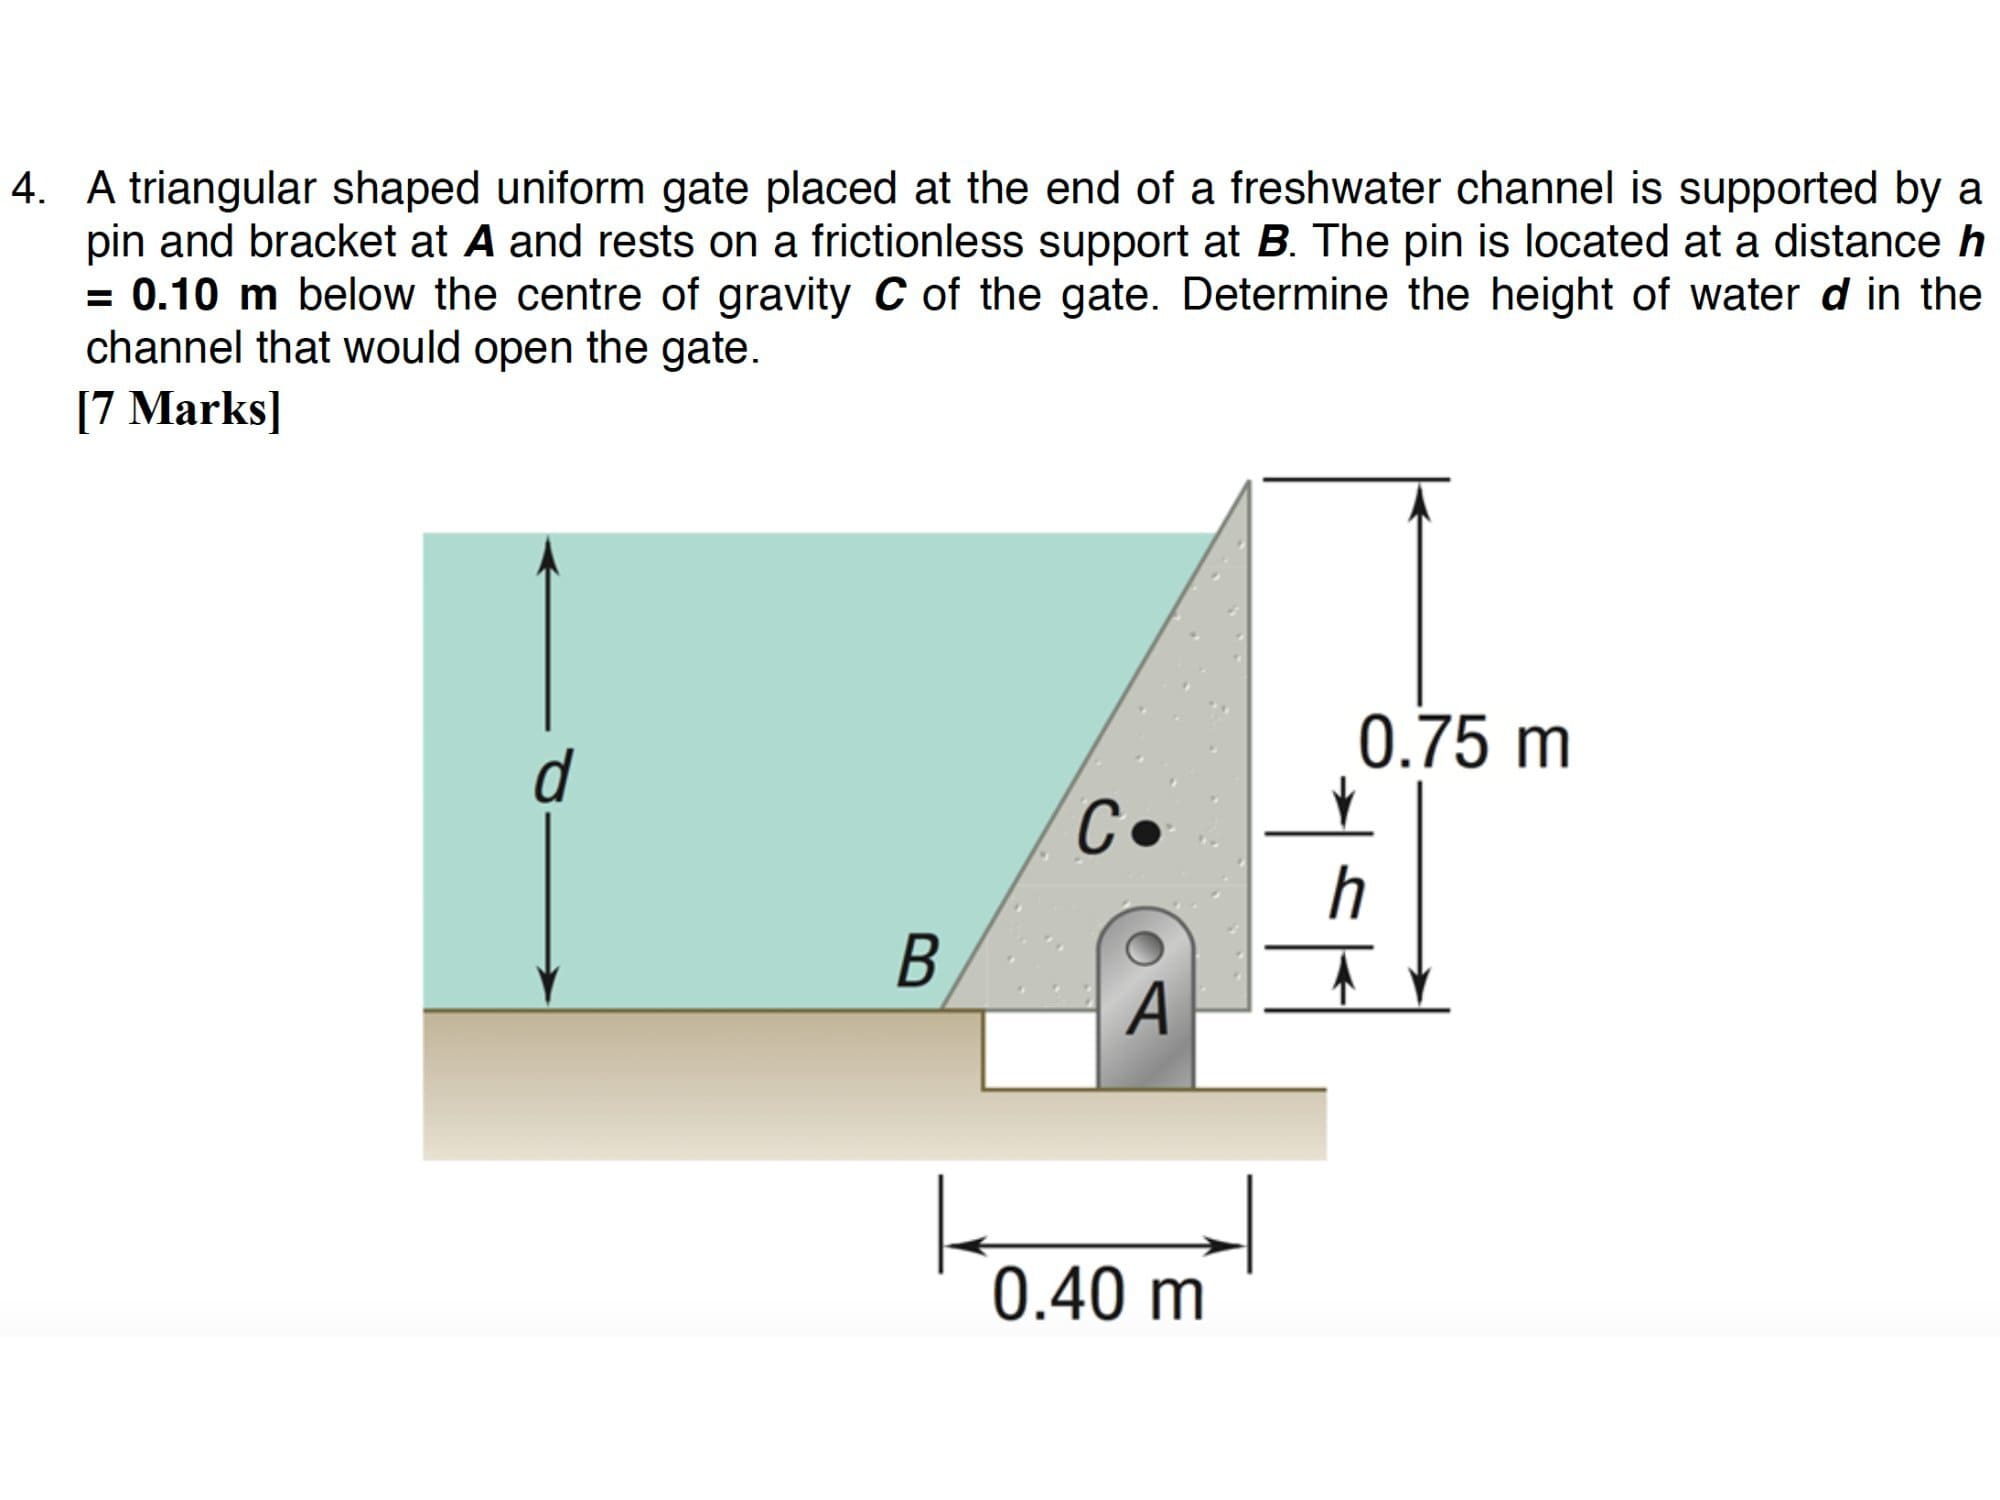 4. A triangular shaped uniform gate placed at the end of a freshwater channel is supported by a
pin and bracket at A and rests on a frictionless support at B. The pin is located at a distance h
= 0.10 m below the centre of gravity C of the gate. Determine the height of water d in the
channel that would open the gate.
[7 Marks]
0.75 m
d
C
h
B
A
0.40 m